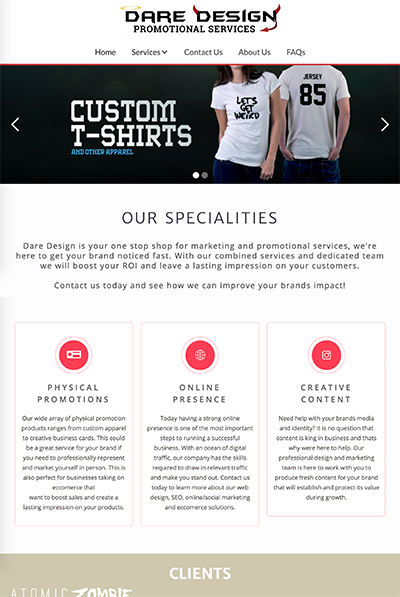 DARE DESIGN
PROMOTIONAL SERVICES
Home Services Contact Us About Us FAQs
CUSTOM
T-SHIRTS
AND OTHER APPAREL
LET'S
GET
WEIRD
JERSEY
85
OUR SPECIALITIES
Dare Design is your one stop shop for marketing and promotional services, we're
here to get your brand noticed fast. With our combined services and dedicated team
we will boost your ROI and leave a lasting impression on your customers.
Contact us today and see how we can improve your brands impact!
PHYSICAL
PROMOTIONS
Our wide array of physical promotion
products ranges from custom apparel
to creative business cards. This could
be a great service for your brand if
you need to professionally represent
and market yourself in person. This is
also perfect for businesses taking on
eccomerce that
want to boost sales and create a
lasting impression on your products.
ONLINE
PRESENCE
Today having a strong online
presence is one of the most important
steps to running a successful
business. With an ocean of digital
traffic, our company has the skills
required to draw in relevant traffic
and make you stand out. Contact us
today to learn more about our web
design, SEO, online/social marketing
and eccomerce solutions.
CREATIVE
CONTENT
Need help with your brands media
and identity? It is no question that
content is king in business and thats
why were here to help. Our
professional design and marketing
team is here to work with you to
produce fresh content for your brand
that will establish and protect its value
during growth.
CLIENTS
ATOMIC ZOMBIE